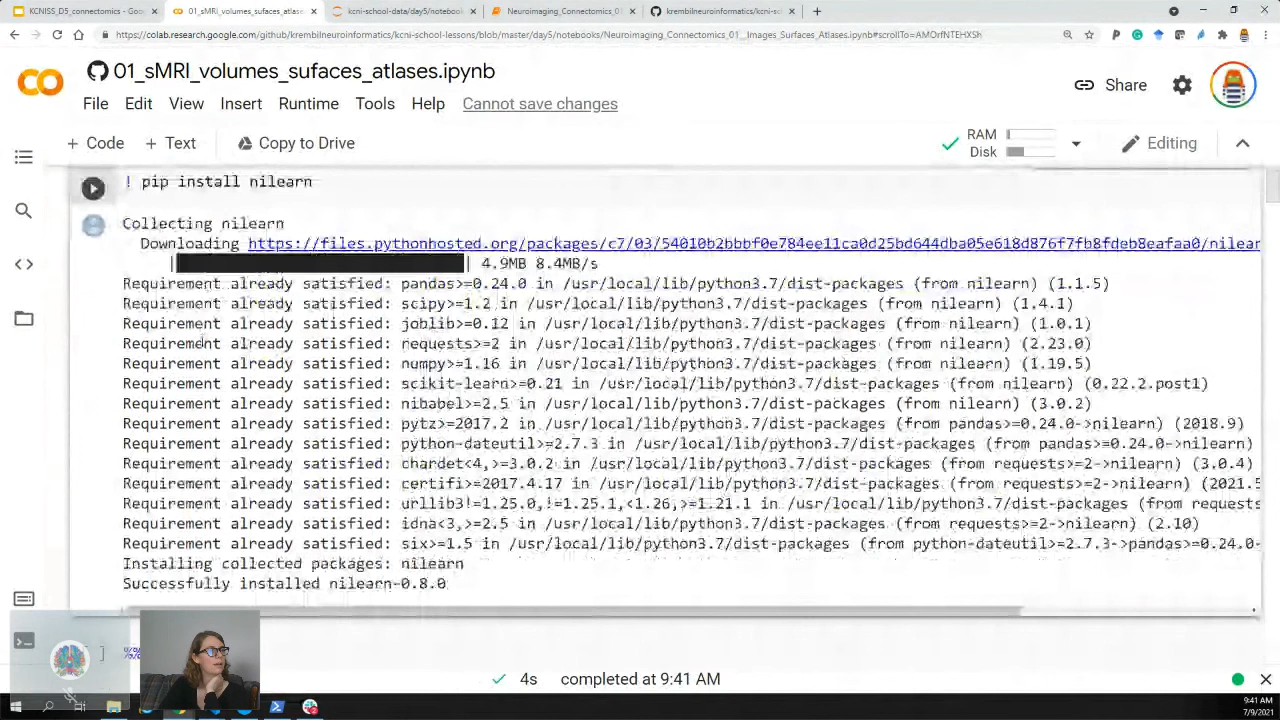 KCNISS_D5_connectomics - Goo
01_sMRI_volumes_sufaces_atlase
kcni-school-data/day5/notebook
Neuroimaging_Connectomics_01_
krembilneuroinformatics/kcni-sc
https://colab.research.google.com/github/krembilneuroinformatics/kcni-school-lessons/blob/master/day5/notebooks/Neuroimaging_Connectomics_01__Images_Surfaces_Atlases.ipynb#scrollTo=AMOrfNTEHXSh
CO
01_sMRI_volumes_sufaces_atlases.ipynb
Share
File Edit View Insert Runtime Tools Help Cannot save changes
+ Code + Text Copy to Drive
RAM
Disk
Editing
! pip install nilearn
Collecting nilearn
Downloading https://files.pythonhosted.org/packages/c7/03/54010b2bbbf0e784ee11ca0d25bd644dba05e618d876f7fb8fdeb8eafaa0/nilear
| | 4.9MB 8.4MB/s
Requirement already satisfied: pandas>=0.24.0 in /usr/local/lib/python3.7/dist-packages (from nilearn) (1.1.5)
Requirement already satisfied: scipy>=1.2 in /usr/local/lib/python3.7/dist-packages (from nilearn) (1.4.1)
Requirement already satisfied: joblib>=0.12 in /usr/local/lib/python3.7/dist-packages (from nilearn) (1.0.1)
Requirement already satisfied: requests>=2 in /usr/local/lib/python3.7/dist-packages (from nilearn) (2.23.0)
Requirement already satisfied: numpy>=1.16 in /usr/local/lib/python3.7/dist-packages (from nilearn) (1.19.5)
Requirement already satisfied: scikit-learn>=0.21 in /usr/local/lib/python3.7/dist-packages (from nilearn) (0.22.2.post1)
Requirement already satisfied: nibabel>=2.5 in /usr/local/lib/python3.7/dist-packages (from nilearn) (3.0.2)
Requirement already satisfied: pytz>=2017.2 in /usr/local/lib/python3.7/dist-packages (from pandas>=0.24.0->nilearn) (2018.9)
Requirement already satisfied: python-dateutil>=2.7.3 in /usr/local/lib/python3.7/dist-packages (from pandas>=0.24.0->nilearn)
Requirement already satisfied: chardet<4,>=3.0.2 in /usr/local/lib/python3.7/dist-packages (from requests>=2->nilearn) (3.0.4)
Requirement already satisfied: certifi>=2017.4.17 in /usr/local/lib/python3.7/dist-packages (from requests>=2->nilearn) (2021.5
Requirement already satisfied: urllib3!=1.25.0,!=1.25.1,<1.26,>=1.21.1 in /usr/local/lib/python3.7/dist-packages (from requests
Requirement already satisfied: idna<3,>=2.5 in /usr/local/lib/python3.7/dist-packages (from requests>=2->nilearn) (2.10)
Requirement already satisfied: six>=1.5 in /usr/local/lib/python3.7/dist-packages (from python-dateutil>=2.7.3->pandas>=0.24.0-
Installing collected packages: nilearn
Successfully installed nilearn-0.8.0
4s completed at 9:41 AM
9:41 AM
7/9/2021